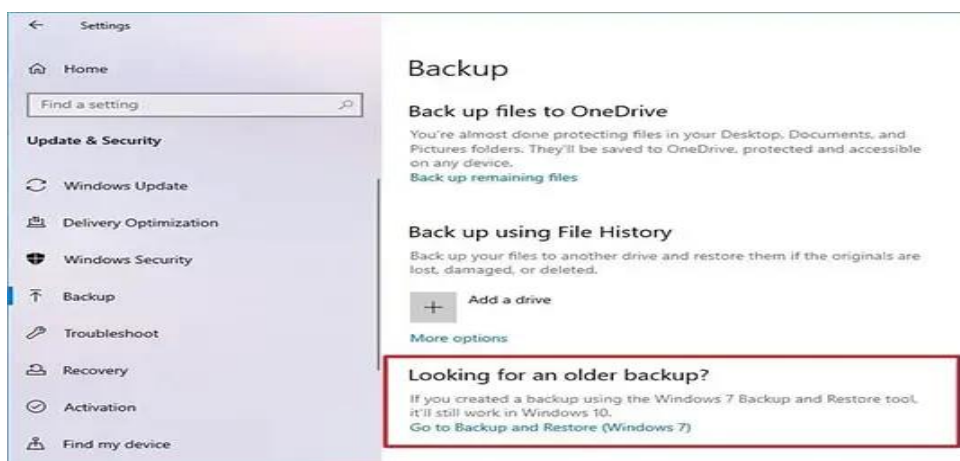 Settings
Home
Find a setting
Update & Security
Windows Update
Delivery Optimization
Windows Security
Backup
Troubleshoot
Recovery
Activation
Find my device
Backup
Back up files to OneDrive
You're almost done protecting files in your Desktop, Documents, and
Pictures folders. They'll be saved to OneDrive, protected and accessible
on any device.
Back up remaining files
Back up using File History
Back up your files to another drive and restore them if the originals are
lost, damaged, or deleted.
Add a drive
More options
Looking for an older backup?
If you created a backup using the Windows 7 Backup and Restore tool,
it'll still work in Windows 10.
Go to Backup and Restore (Windows 7)